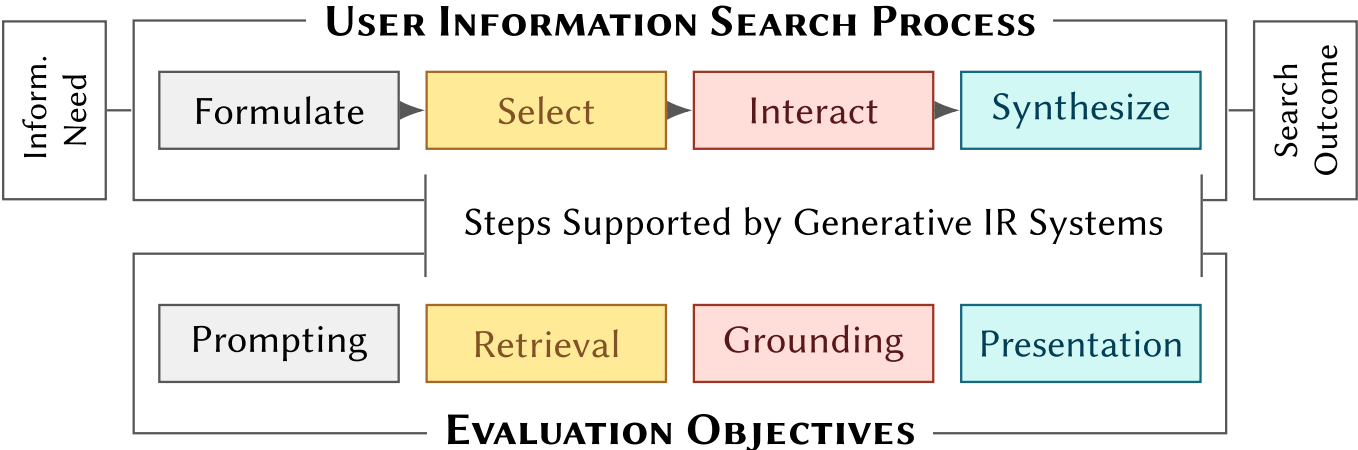 USER INFORMATION SEARCH PROCESS
Inform.
Need
Formulate
Select
Interact
Synthesize
Search
Outcome
Steps Supported by Generative IR Systems
Prompting
Retrieval
Grounding
Presentation
EVALUATION OBJECTIVES